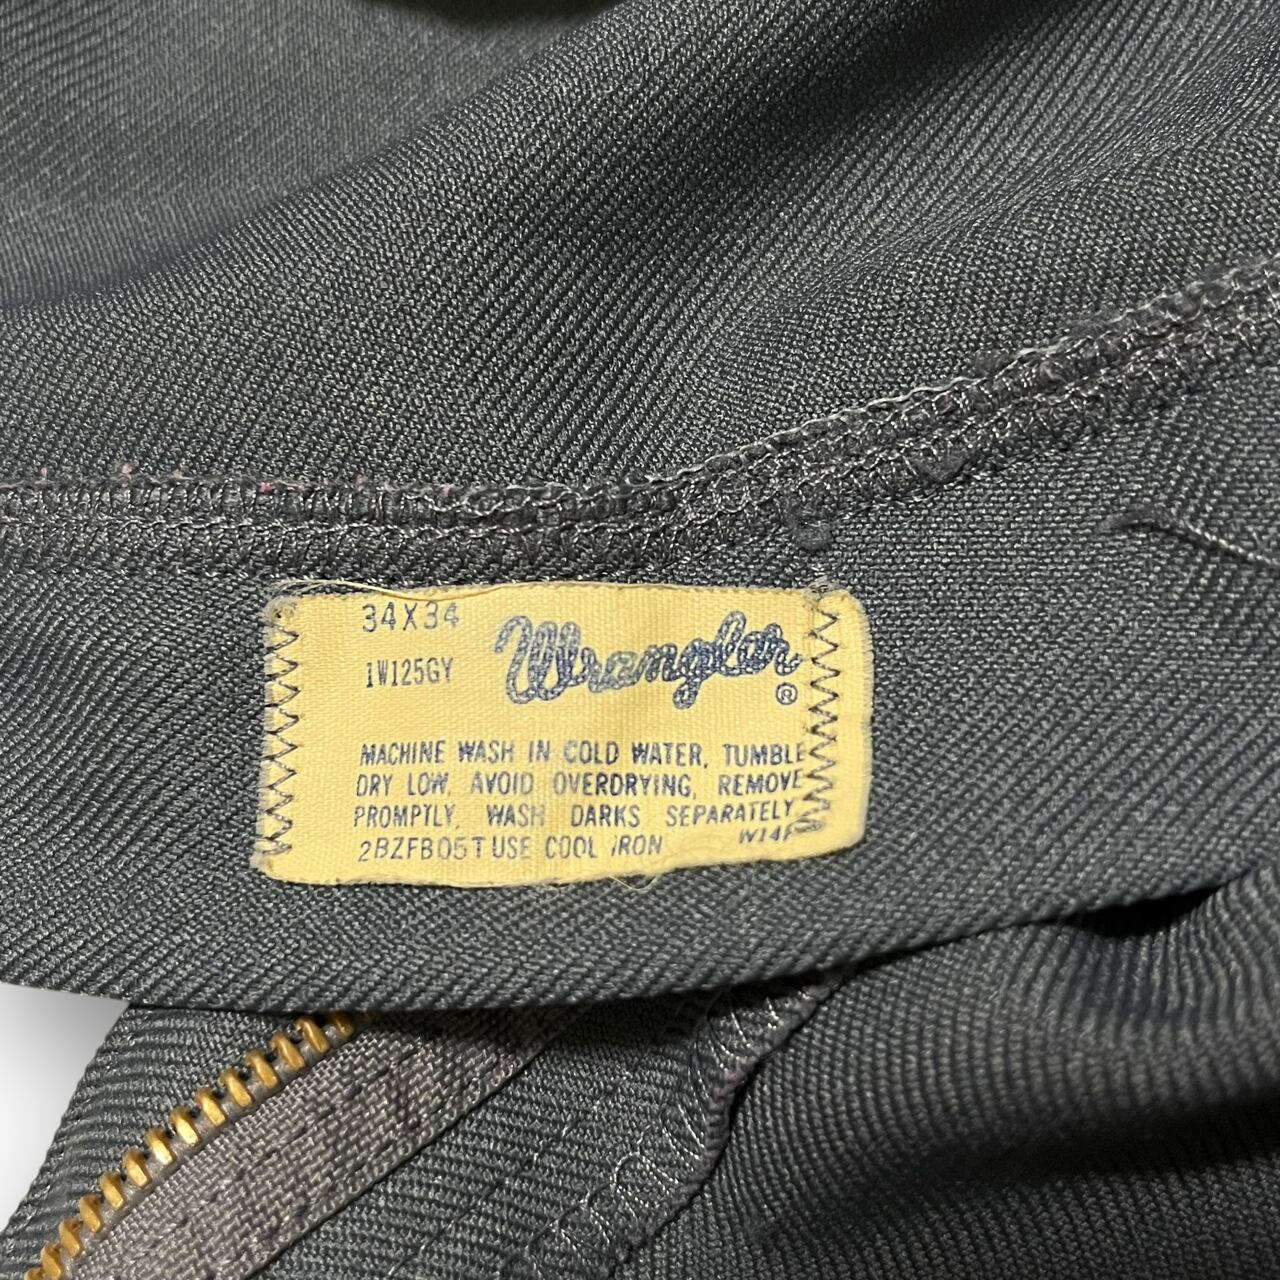 34X34
Wrangler®
1W125GY
MACHINE WASH IN COLD WATER, TUMBLE
DRY LOW, AVOID OVERDRYING, REMOVE
PROMPTLY, WASH DARKS SEPARATELY,
2BZFB05T USE COOL IRON